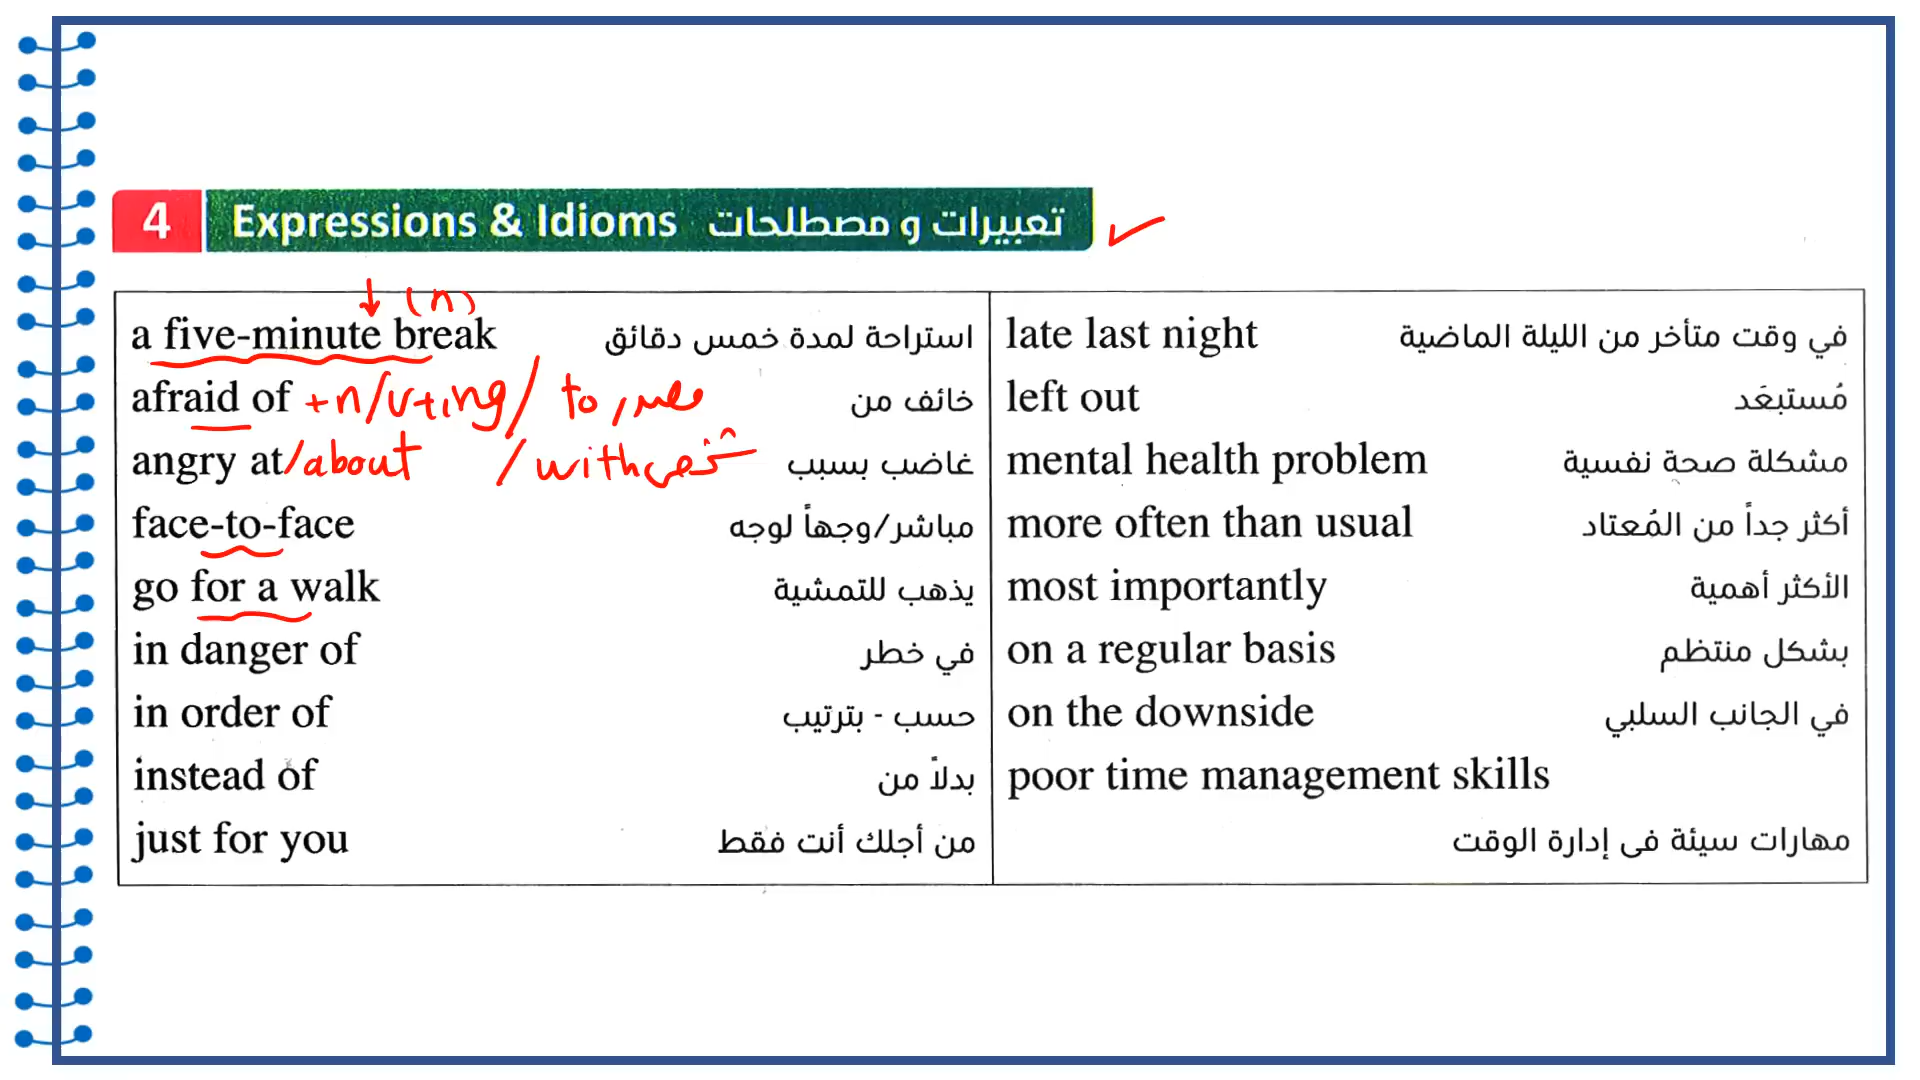 4 Expressions & Idioms تعبيرات و مصطلحات
(n)
a five-minute break استراحة لمدة خمس دقائق
afraid of +n/v+ing/ to مصدر خائف من
angry at/about /with شخص غاضب بسبب
face-to-face مباشر/وجهاً لوجه
go for a walk يذهب للتمشية
in danger of في خطر
in order of حسب - بترتيب
instead of بدلاً من
just for you من أجلك أنت فقط
late last night في وقت متأخر من الليلة الماضية
left out مُستبعَد
mental health problem مشكلة صحة نفسية
more often than usual أكثر جداً من المُعتاد
most importantly الأكثر أهمية
on a regular basis بشكل منتظم
on the downside في الجانب السلبي
poor time management skills
مهارات سيئة فى إدارة الوقت